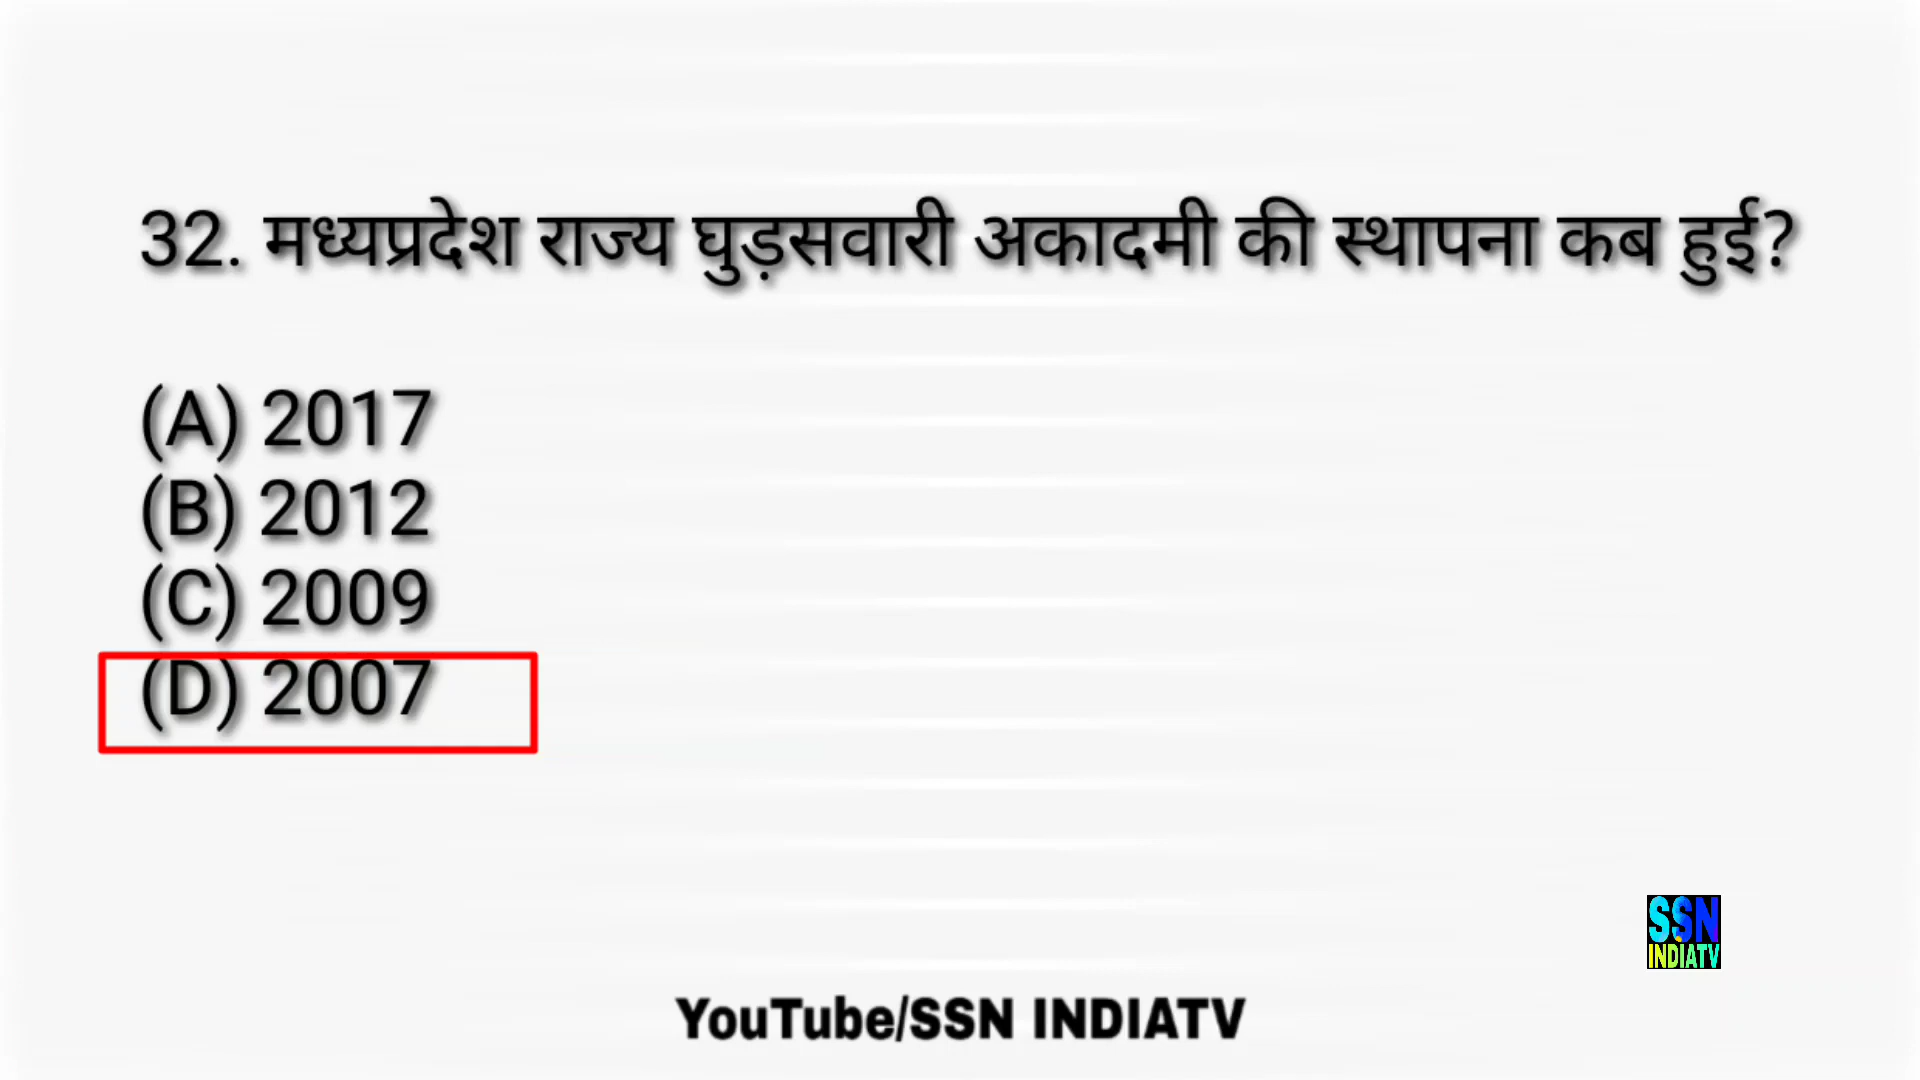 32. मध्यप्रदेश राज्य घुड़सवारी अकादमी की स्थापना कब हुई?
(A) 2017
(B) 2012
(C) 2009
(D) 2007
SSN
INDIATV
YouTube/SSN INDIATV